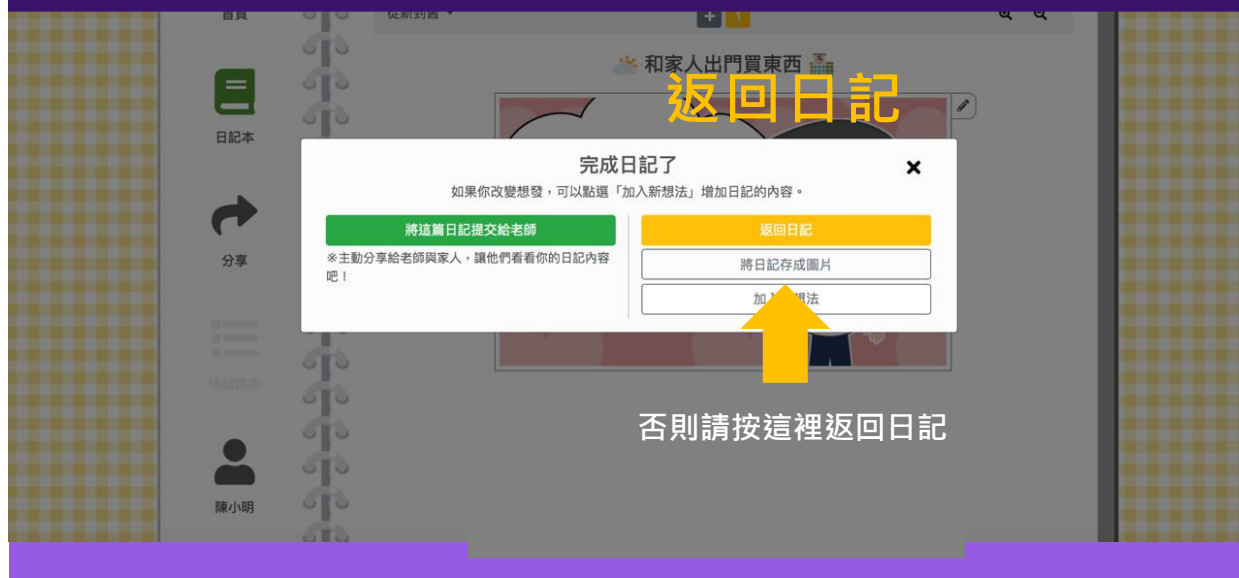 首頁
從新到舊
1
和家人出門買東西
返回日記
日記本
完成日記了
如果你改變想發,可以點選「加入新想法」增加日記的內容。
將這篇日記提交給老師
返回日記
※主動分享給老師與家人,讓他們看看你的日記內容
吧!
將日記存成圖片
分享
否則請按這裡返回日記
陳小明